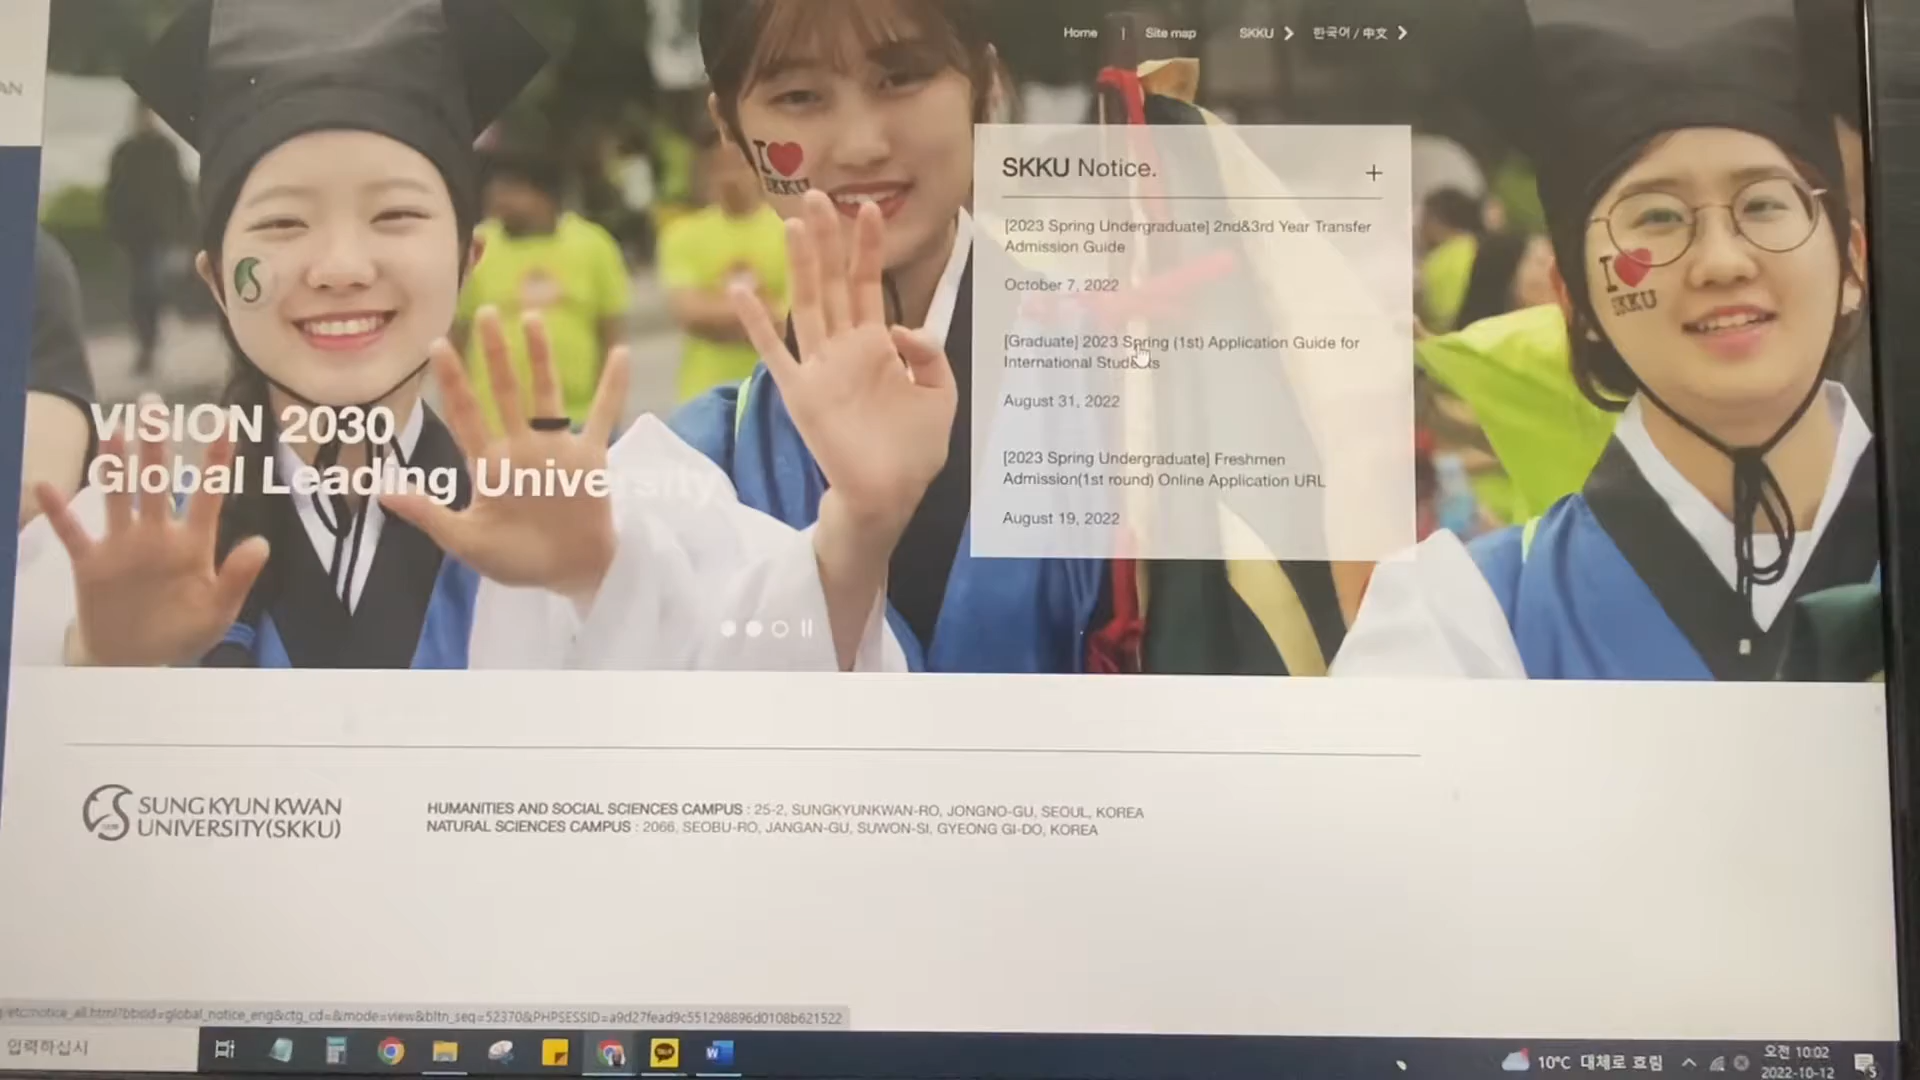 AN
Home | Site map SKKU 한국어 / 中文
I
SKKU
SKKU Notice. +
[2023 Spring Undergraduate] 2nd&3rd Year Transfer
Admission Guide
October 7, 2022
[Graduate] 2023 Spring (1st) Application Guide for
International Students
August 31, 2022
[2023 Spring Undergraduate] Freshmen
Admission(1st round) Online Application URL
August 19, 2022
I
SKKU
VISION 2030
Global Leading University
SUNG KYUN KWAN
UNIVERSITY(SKKU)
HUMANITIES AND SOCIAL SCIENCES CAMPUS : 25-2, SUNGKYUNKWAN-RO, JONGNO-GU, SEOUL, KOREA
NATURAL SCIENCES CAMPUS : 2066, SEOBU-RO, JANGAN-GU, SUWON-SI, GYEONG GI-DO, KOREA
/etc/notice_all.html?bbsid=global_notice_eng&ctg_cd=&mode=view&bltn_seq=52370&PHPSESSID=a9d27fead9c551298896d0108b621522
입력하십시
TALK
W
10°C 대체로 흐림
오전 10:02
2022-10-12
5